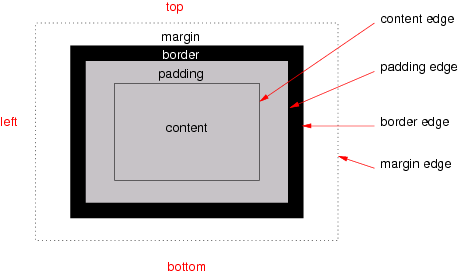 top
content edge
margin
border
padding edge
padding
left
content
border edge
margin edge
bottom